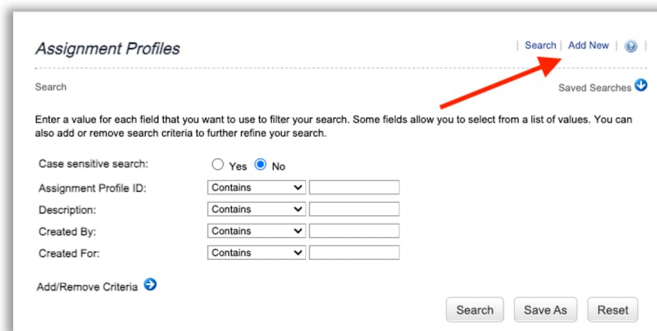 Assignment Profiles
| Search | Add New | ? |
Search
Saved Searches
Enter a value for each field that you want to use to filter your search. Some fields allow you to select from a list of values. You can
also add or remove search criteria to further refine your search.
Case sensitive search: Yes No
Assignment Profile ID: Contains
Description: Contains
Created By: Contains
Created For: Contains
Add/Remove Criteria
Search Save As Reset